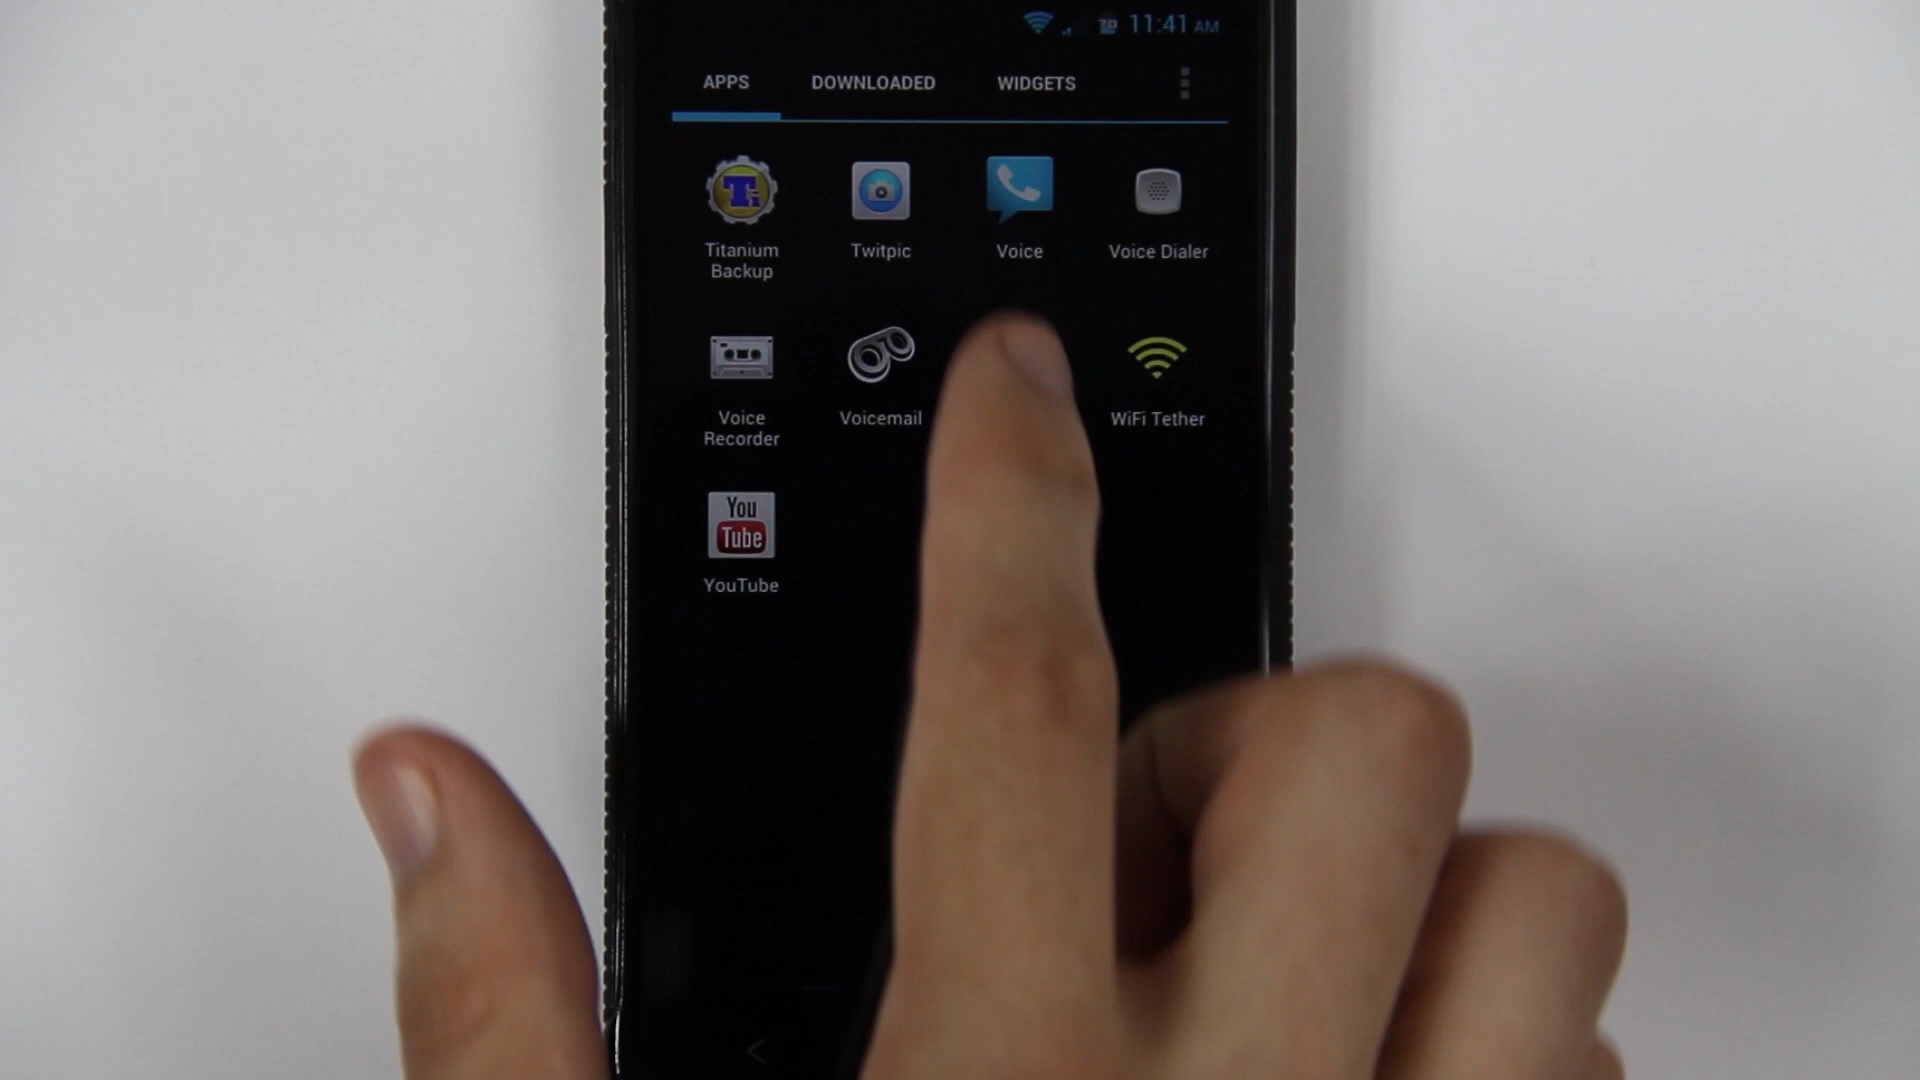 11:41 AM
APPS DOWNLOADED WIDGETS
Ti
Titanium
Backup
Twitpic
Voice
Voice Dialer
Voice
Recorder
Voicemail
WiFi Tether
You
Tube
YouTube